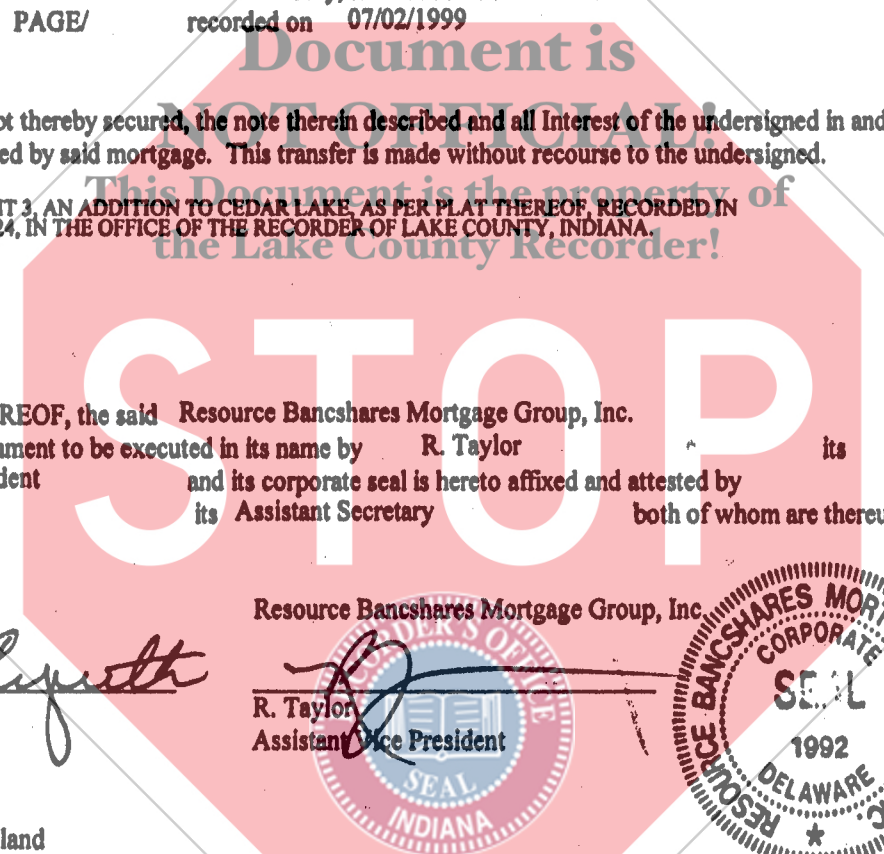 PAGE/ recorded on 07/02/1999
Document is
ot thereby secured, the note therein described and all Interest of the undersigned in and
NOT OFFICIAL!
ed by said mortgage. This transfer is made without recourse to the undersigned.
This Document is the property of
IT 3, AN ADDITION TO CEDAR LAKE, AS PER PLAT THEREOF, RECORDED IN
24, IN THE OFFICE OF THE RECORDER OF LAKE COUNTY, INDIANA.
the Lake County Recorder!
STOP
REOF, the said Resource Bancshares Mortgage Group, Inc.
ument to be executed in its name by R. Taylor its
dent and its corporate seal is hereto affixed and attested by
its Assistant Secretary both of whom are thereu
Resource Bancshares Mortgage Group, Inc.
R. Taylor
Assistant Vice President
RECORDER'S OFFICE
SEAL
INDIANA
RESOURCE BANCSHARES MORT
CORPORATE
SEAL
1992
DELAWARE
land